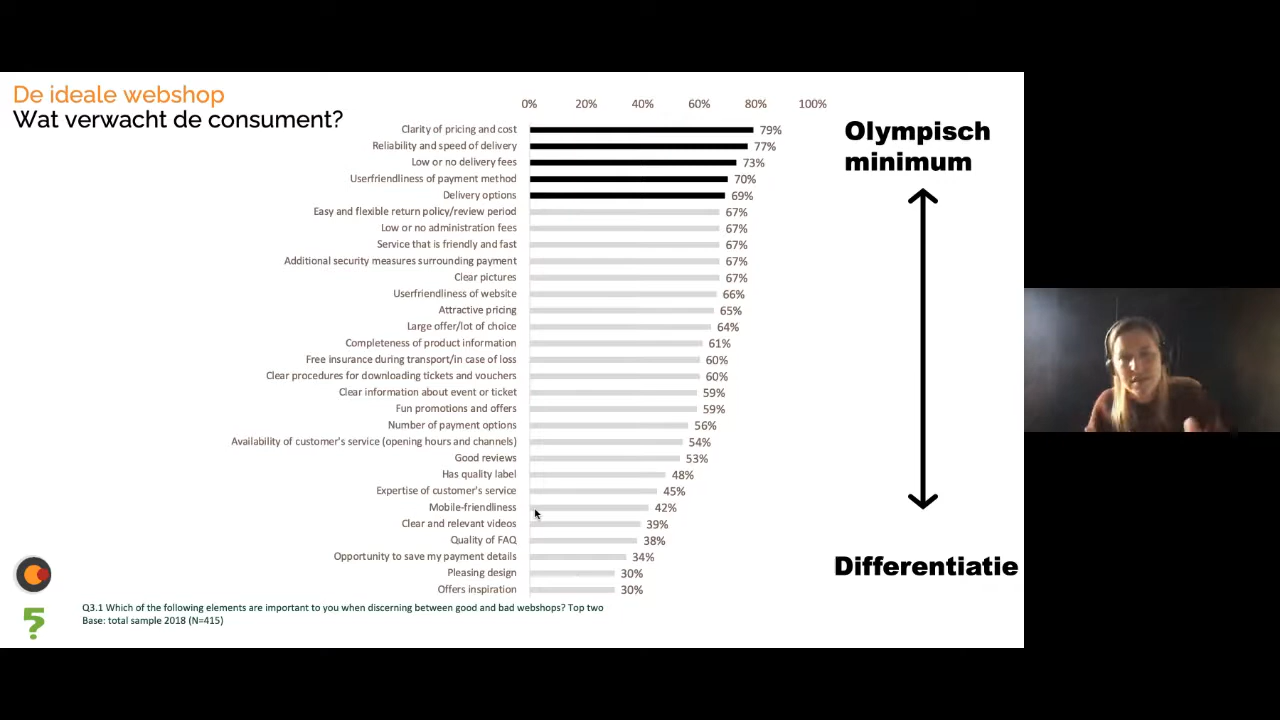 De ideale webshop
Wat verwacht de consument?
0% 20% 40% 60% 80% 100%
Clarity of pricing and cost 79%
Reliability and speed of delivery 77%
Low or no delivery fees 73%
Userfriendliness of payment method 70%
Delivery options 69%
Easy and flexible return policy/review period 67%
Low or no administration fees 67%
Service that is friendly and fast 67%
Additional security measures surrounding payment 67%
Clear pictures 67%
Userfriendliness of website 66%
Attractive pricing 65%
Large offer/lot of choice 64%
Completeness of product information 61%
Free insurance during transport/in case of loss 60%
Clear procedures for downloading tickets and vouchers 60%
Clear information about event or ticket 59%
Fun promotions and offers 59%
Number of payment options 56%
Availability of customer's service (opening hours and channels) 54%
Good reviews 53%
Has quality label 48%
Expertise of customer's service 45%
Mobile-friendliness 42%
Clear and relevant videos 39%
Quality of FAQ 38%
Opportunity to save my payment details 34%
Pleasing design 30%
Offers inspiration 30%
Olympisch
minimum
Differentiatie
Q3.1 Which of the following elements are important to you when discerning between good and bad webshops? Top two
Base: total sample 2018 (N=415)